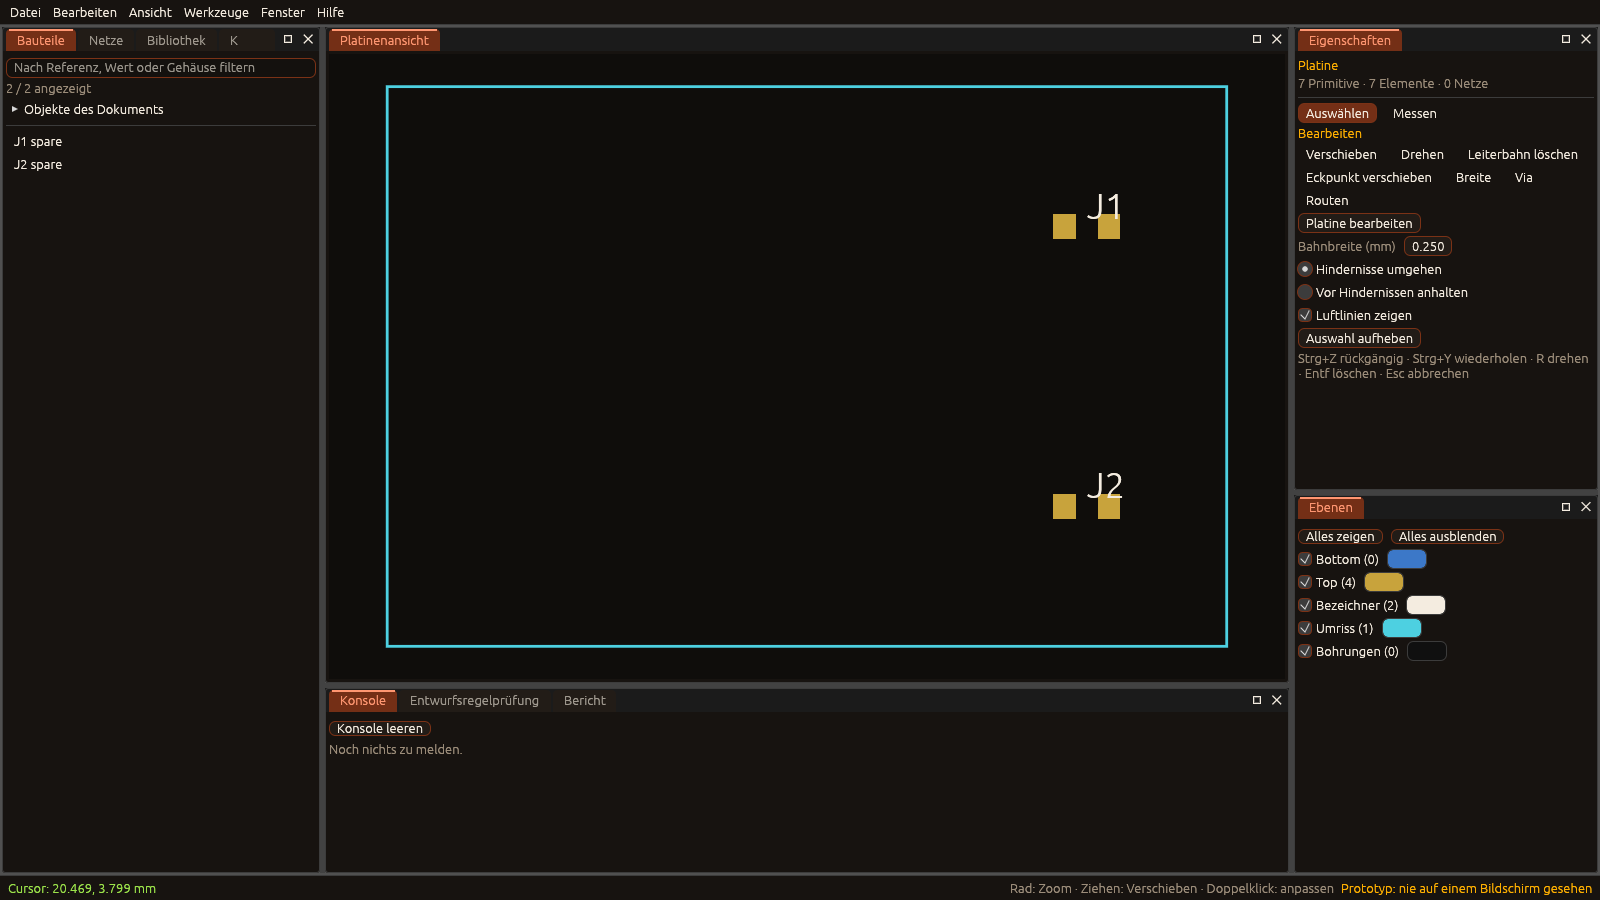 Datei Bearbeiten Ansicht Werkzeuge Fenster Hilfe
Bauteile Netze Bibliothek K
Nach Referenz, Wert oder Gehäuse filtern
2 / 2 angezeigt
Objekte des Dokuments
J1 spare
J2 spare
Platinenansicht
J1
J2
Konsole Entwurfsregelprüfung Bericht
Konsole leeren
Noch nichts zu melden.
Eigenschaften
Platine
7 Primitive · 7 Elemente · 0 Netze
Auswählen Messen
Bearbeiten
Verschieben Drehen Leiterbahn löschen
Eckpunkt verschieben Breite Via
Routen
Platine bearbeiten
Bahnbreite (mm) 0.250
Hindernisse umgehen
Vor Hindernissen anhalten
Luftlinien zeigen
Auswahl aufheben
Strg+Z rückgängig · Strg+Y wiederholen · R drehen
· Entf löschen · Esc abbrechen
Ebenen
Alles zeigen Alles ausblenden
Bottom (0)
Top (4)
Bezeichner (2)
Umriss (1)
Bohrungen (0)
Cursor: 20.469, 3.799 mm
Rad: Zoom · Ziehen: Verschieben · Doppelklick: anpassen Prototyp: nie auf einem Bildschirm gesehen